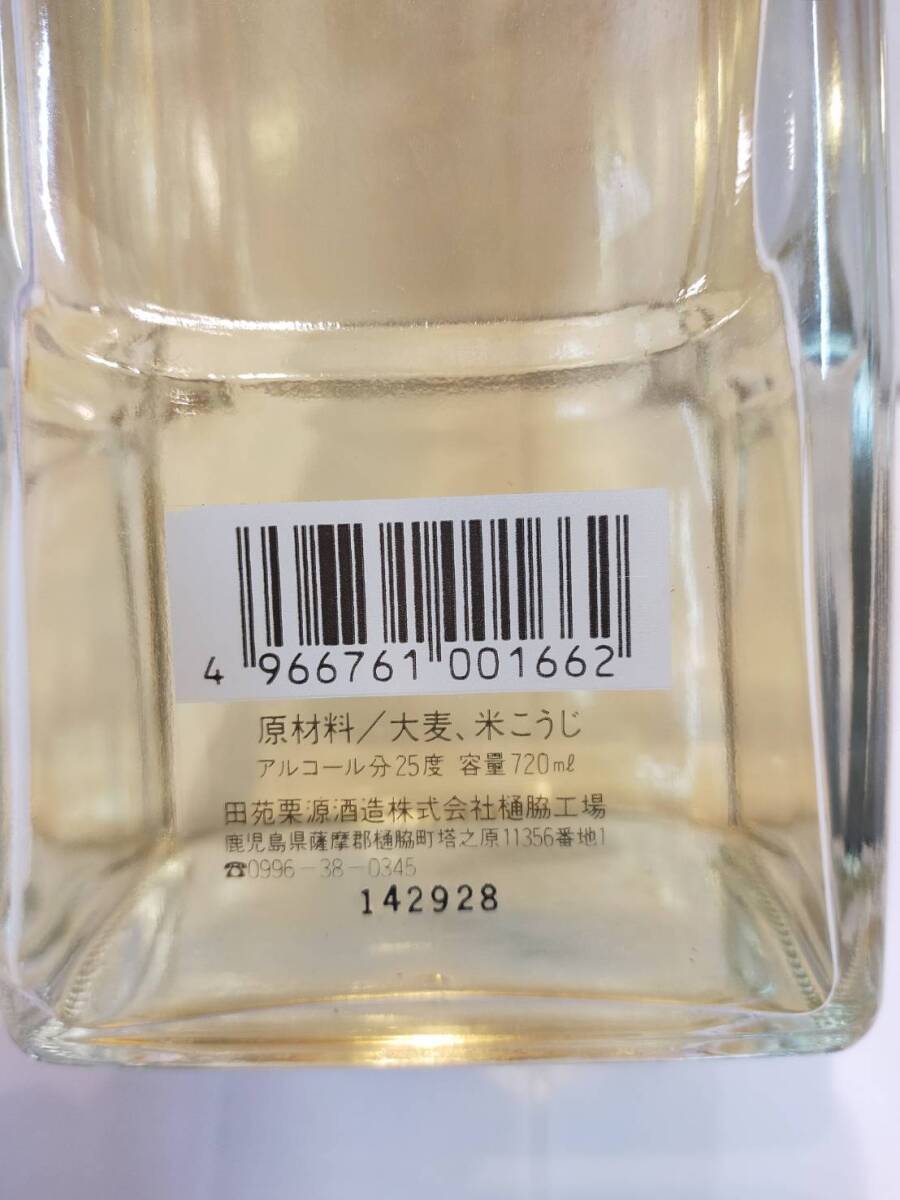 4 966761 001662
原材料／大麦、米こうじ
アルコール分25度 容量720ml
田苑栗源酒造株式会社樋脇工場
鹿児島県薩摩郡樋脇町塔之原11356番地1
☎0996-38-0345
142928